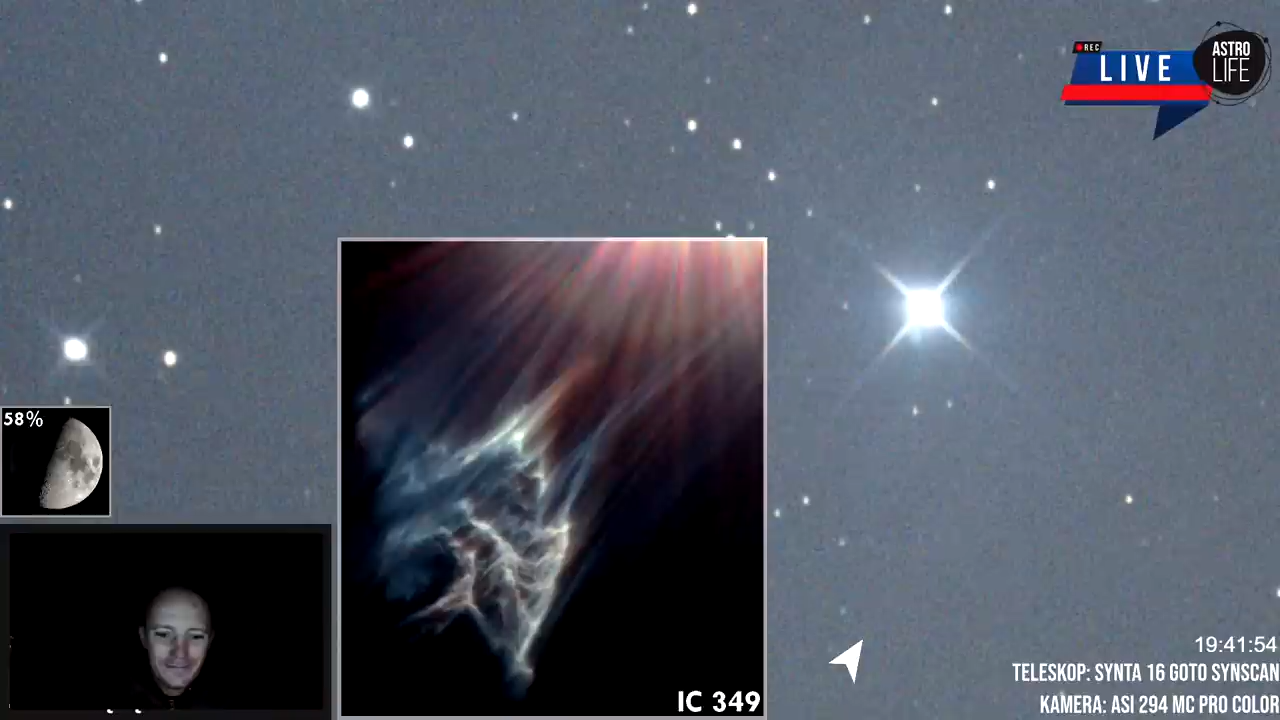 REC
LIVE
ASTRO
LIFE
58%
IC 349
19:41:54
TELESKOP: SYNTA 16 GOTO SYNSCAN
KAMERA: ASI 294 MC PRO COLOR